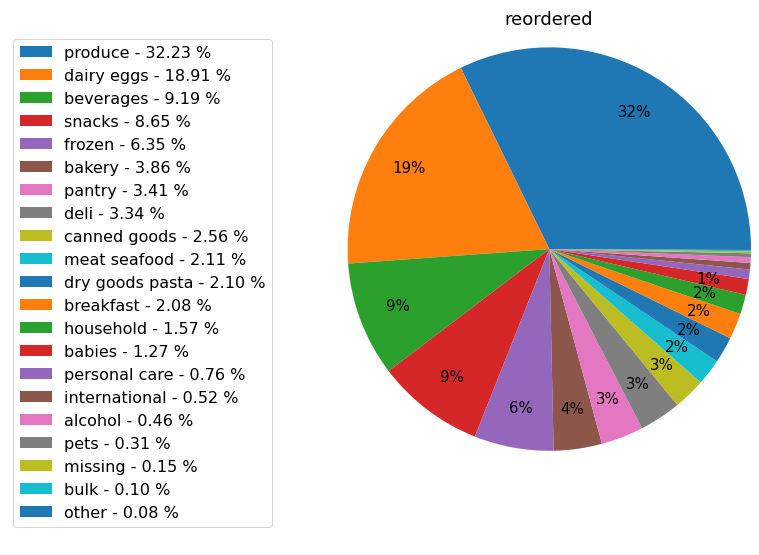 reordered
produce - 32.23 %
dairy eggs - 18.91 %
beverages - 9.19 %
snacks - 8.65 %
frozen - 6.35 %
bakery - 3.86 %
pantry - 3.41 %
deli - 3.34 %
canned goods - 2.56 %
meat seafood - 2.11 %
dry goods pasta - 2.10 %
breakfast - 2.08 %
household - 1.57 %
babies - 1.27 %
personal care - 0.76 %
international - 0.52 %
alcohol - 0.46 %
pets - 0.31 %
missing - 0.15 %
bulk - 0.10 %
other - 0.08 %
32%
19%
9%
9%
6%
4%
3%
3%
3%
2%
2%
2%
2%
1%